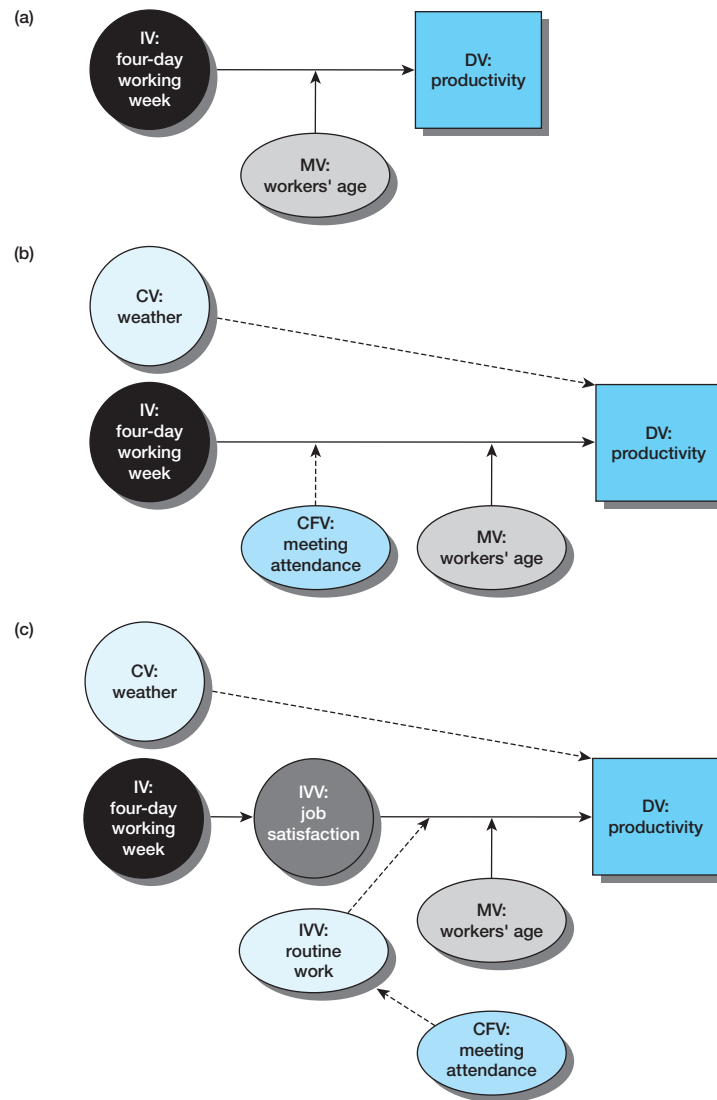 (a)
IV:
four-day
working
week
DV:
productivity
MV:
workers' age
(b)
CV:
weather
IV:
four-day
working
week
DV:
productivity
CFV:
meeting
attendance
MV:
workers' age
(c)
CV:
weather
IV:
four-day
working
week
IVV:
job
satisfaction
DV:
productivity
IVV:
routine
work
MV:
workers' age
CFV:
meeting
attendance